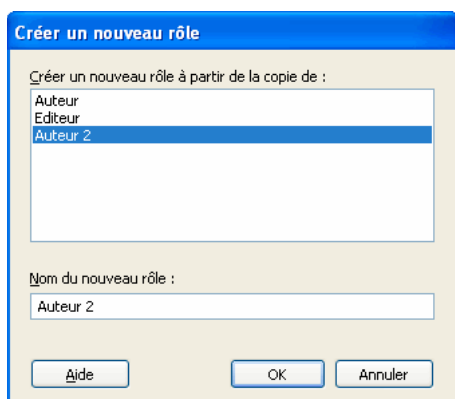 Créer un nouveau rôle
Créer un nouveau rôle à partir de la copie de :
Auteur
Editeur
Auteur 2
Nom du nouveau rôle :
Auteur 2
Aide
OK
Annuler